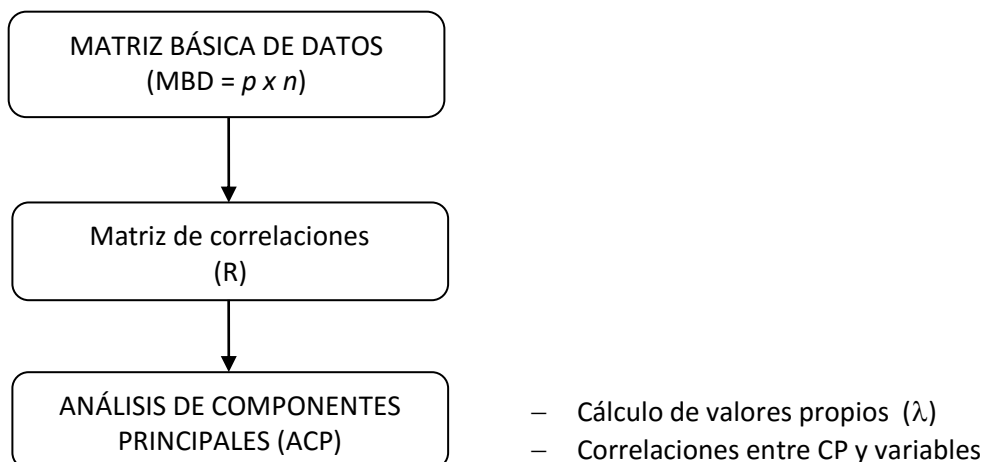 MATRIZ BÁSICA DE DATOS
(MBD = p x n)
Matriz de correlaciones
(R)
ANÁLISIS DE COMPONENTES
PRINCIPALES (ACP)
– Cálculo de valores propios (λ)
– Correlaciones entre CP y variables